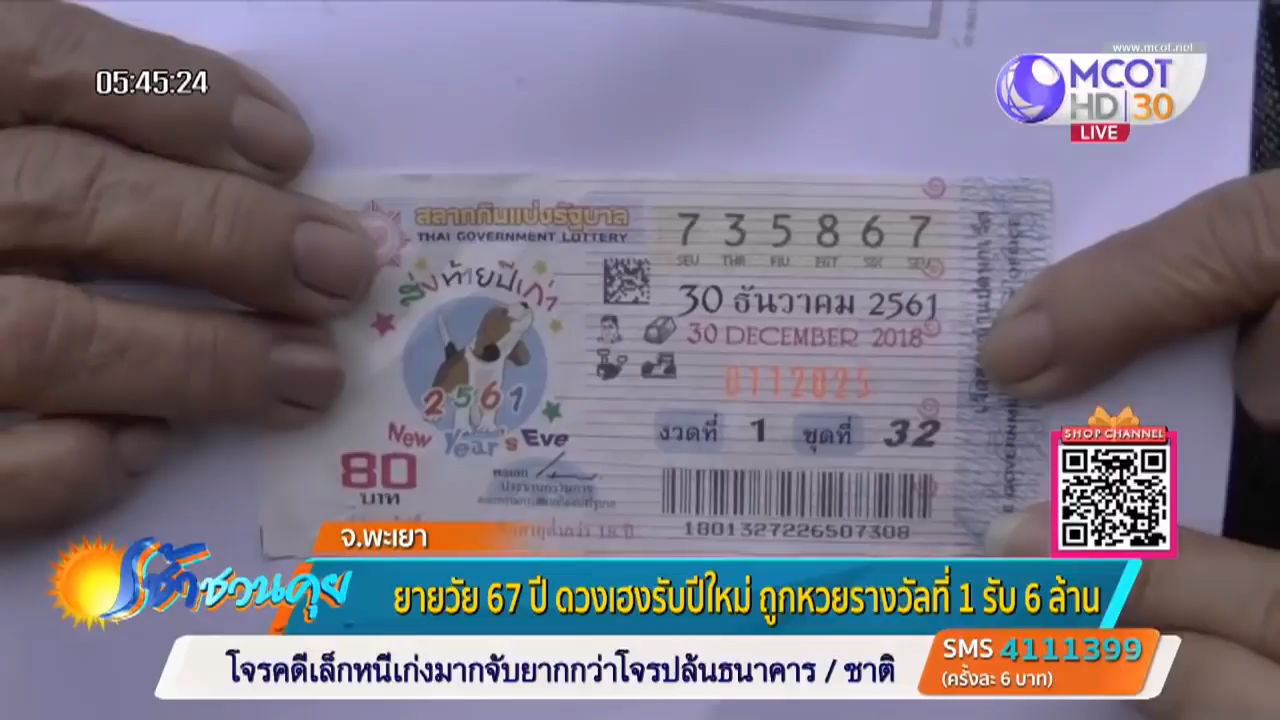 05:45:24
www.mcot.net
MCOT
HD 30
LIVE
สลากกินแบ่งรัฐบาล
THAI GOVERNMENT LOTTERY
7 3 5 8 6 7
30 ธันวาคม 2561
30 DECEMBER 2018
0112025
งวดที่ 1 ชุดที่ 32
1801327226507308
ส่งท้ายปีเก่า
2561
New Year's Eve
80
บาท
SHOP CHANNEL
จ.พะเยา
เช้าชวนคุย
ยายวัย 67 ปี ดวงเฮงรับปีใหม่ ถูกหวยรางวัลที่ 1 รับ 6 ล้าน
โจรคดีเล็กหนีเก่งมากจับยากกว่าโจรปล้นธนาคาร / ชาติ
SMS 4111399
(ครั้งละ 6 บาท)